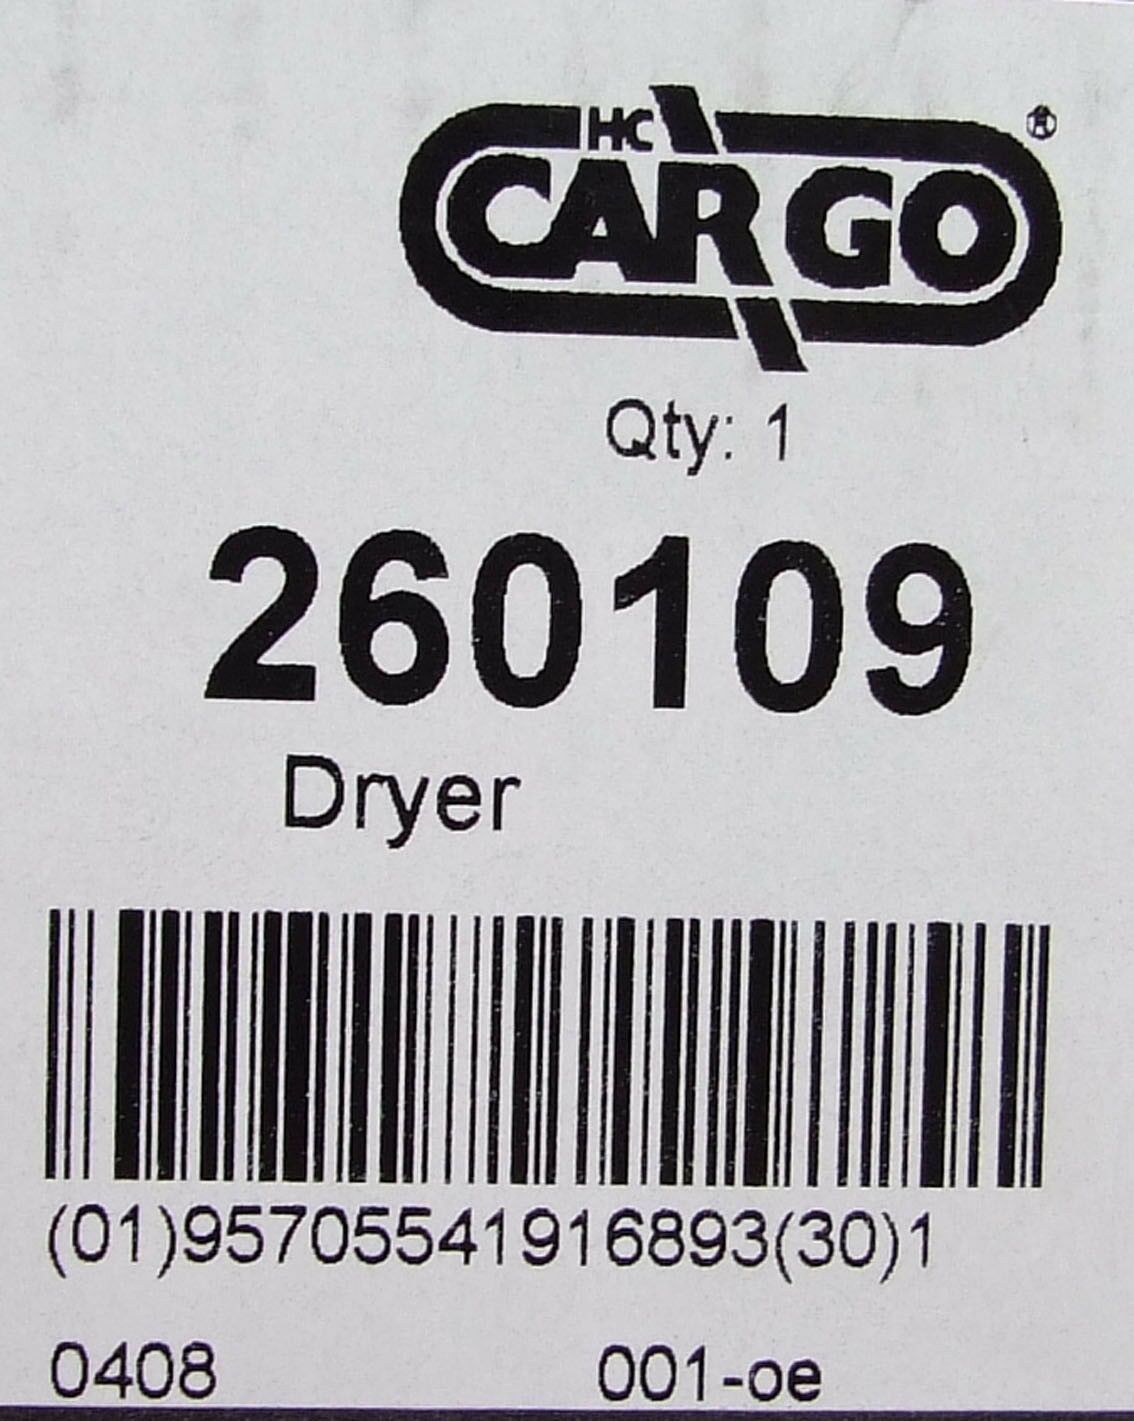 HC
CARGO ®
Qty: 1
260109
Dryer
(01)95705541916893(30)1
0408 001-oe